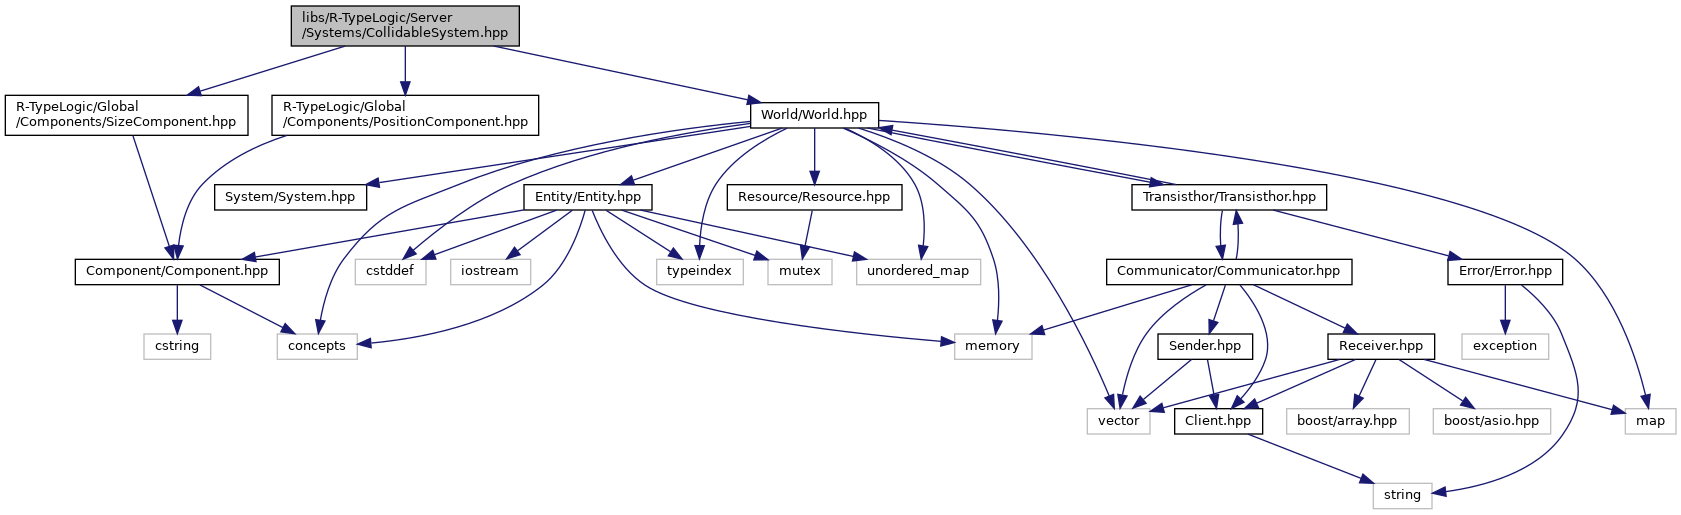 libs/R-TypeLogic/Server
/Systems/CollidableSystem.hpp
R-TypeLogic/Global
/Components/SizeComponent.hpp
R-TypeLogic/Global
/Components/PositionComponent.hpp
World/World.hpp
System/System.hpp
Entity/Entity.hpp
Resource/Resource.hpp
Transisthor/Transisthor.hpp
Component/Component.hpp
cstddef
iostream
typeindex
mutex
unordered_map
Communicator/Communicator.hpp
Error/Error.hpp
cstring
concepts
memory
Sender.hpp
Receiver.hpp
exception
vector
Client.hpp
boost/array.hpp
boost/asio.hpp
map
string